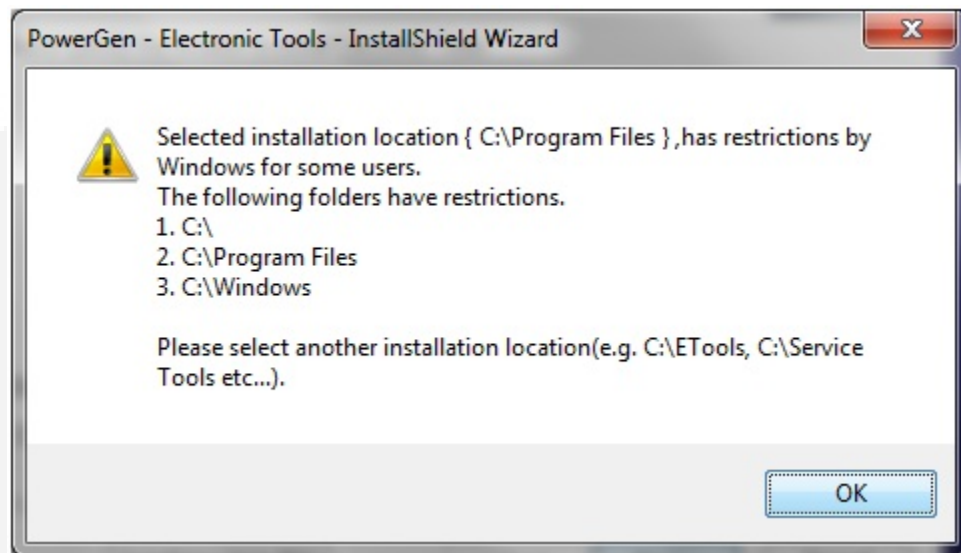 PowerGen - Electronic Tools - InstallShield Wizard
Selected installation location { C:\Program Files } ,has restrictions by
Windows for some users.
The following folders have restrictions.
1. C:\
2. C:\Program Files
3. C:\Windows
Please select another installation location(e.g. C:\ETools, C:\Service
Tools etc...).
OK